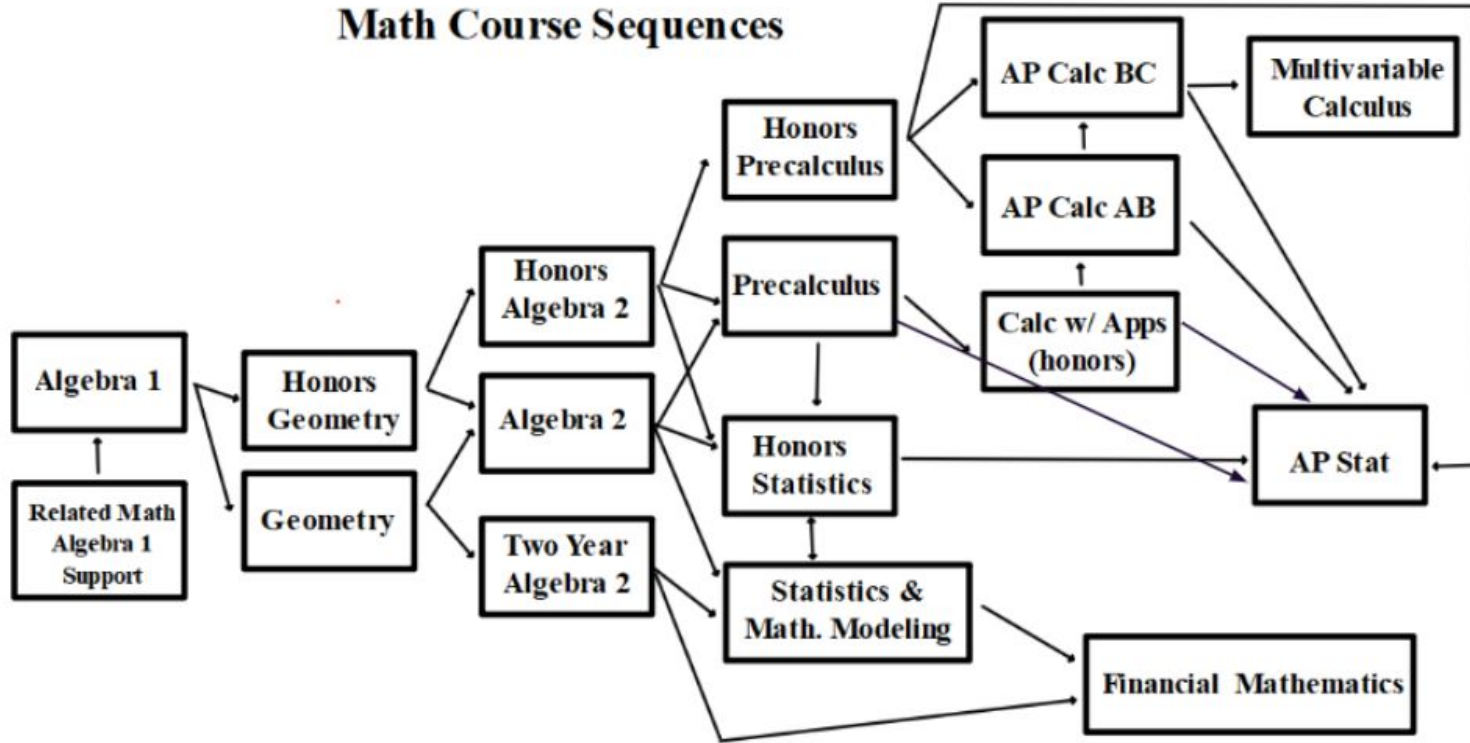 Math Course Sequences
Algebra 1
Related Math
Algebra 1
Support
Honors
Geometry
Geometry
Honors
Algebra 2
Algebra 2
Two Year
Algebra 2
Honors
Precalculus
Precalculus
Honors
Statistics
Statistics &
Math. Modeling
AP Calc BC
AP Calc AB
Calc w/ Apps
(honors)
Multivariable
Calculus
AP Stat
Financial Mathematics